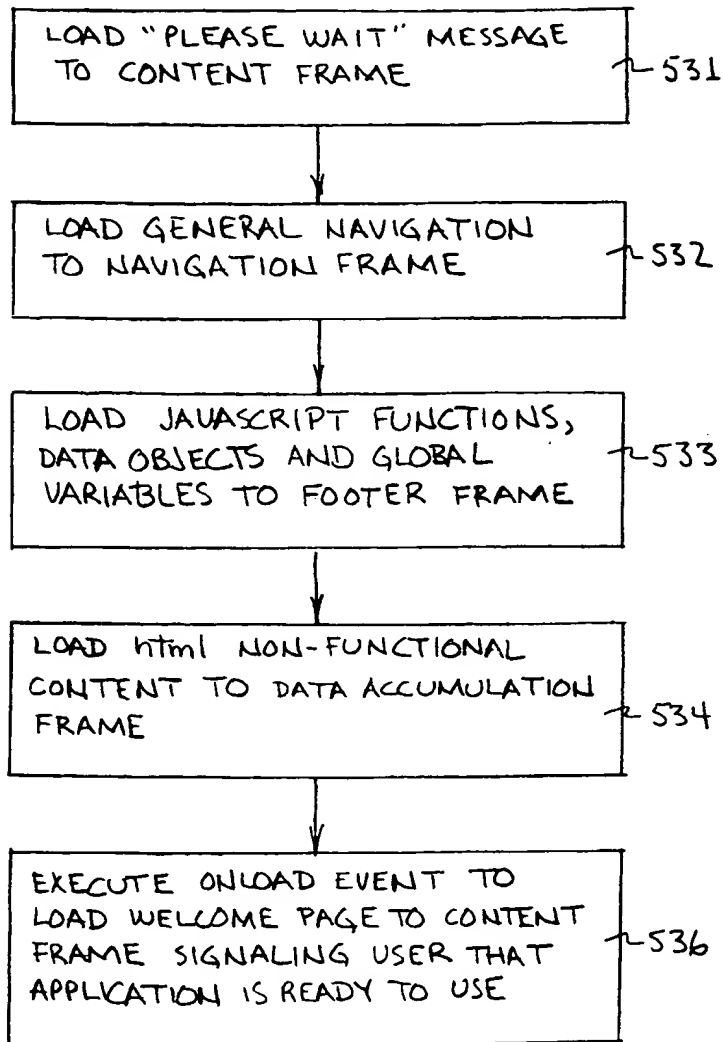 LOAD "PLEASE WAIT" MESSAGE
TO CONTENT FRAME
531
LOAD GENERAL NAVIGATION
TO NAVIGATION FRAME
532
LOAD JAVASCRIPT FUNCTIONS,
DATA OBJECTS AND GLOBAL
VARIABLES TO FOOTER FRAME
533
LOAD html NON-FUNCTIONAL
CONTENT TO DATA ACCUMULATION
FRAME
534
EXECUTE ONLOAD EVENT TO
LOAD WELCOME PAGE TO CONTENT
FRAME SIGNALING USER THAT
APPLICATION IS READY TO USE
536